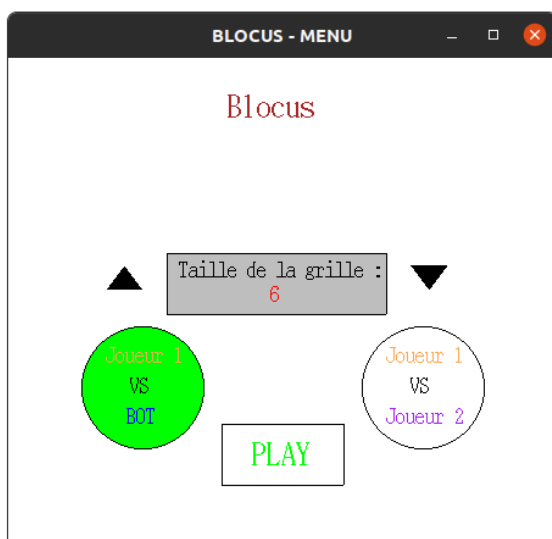 BLOCUS - MENU
Blocus
Taille de la grille :
6
Joueur 1
VS
BOT
Joueur 1
VS
Joueur 2
PLAY